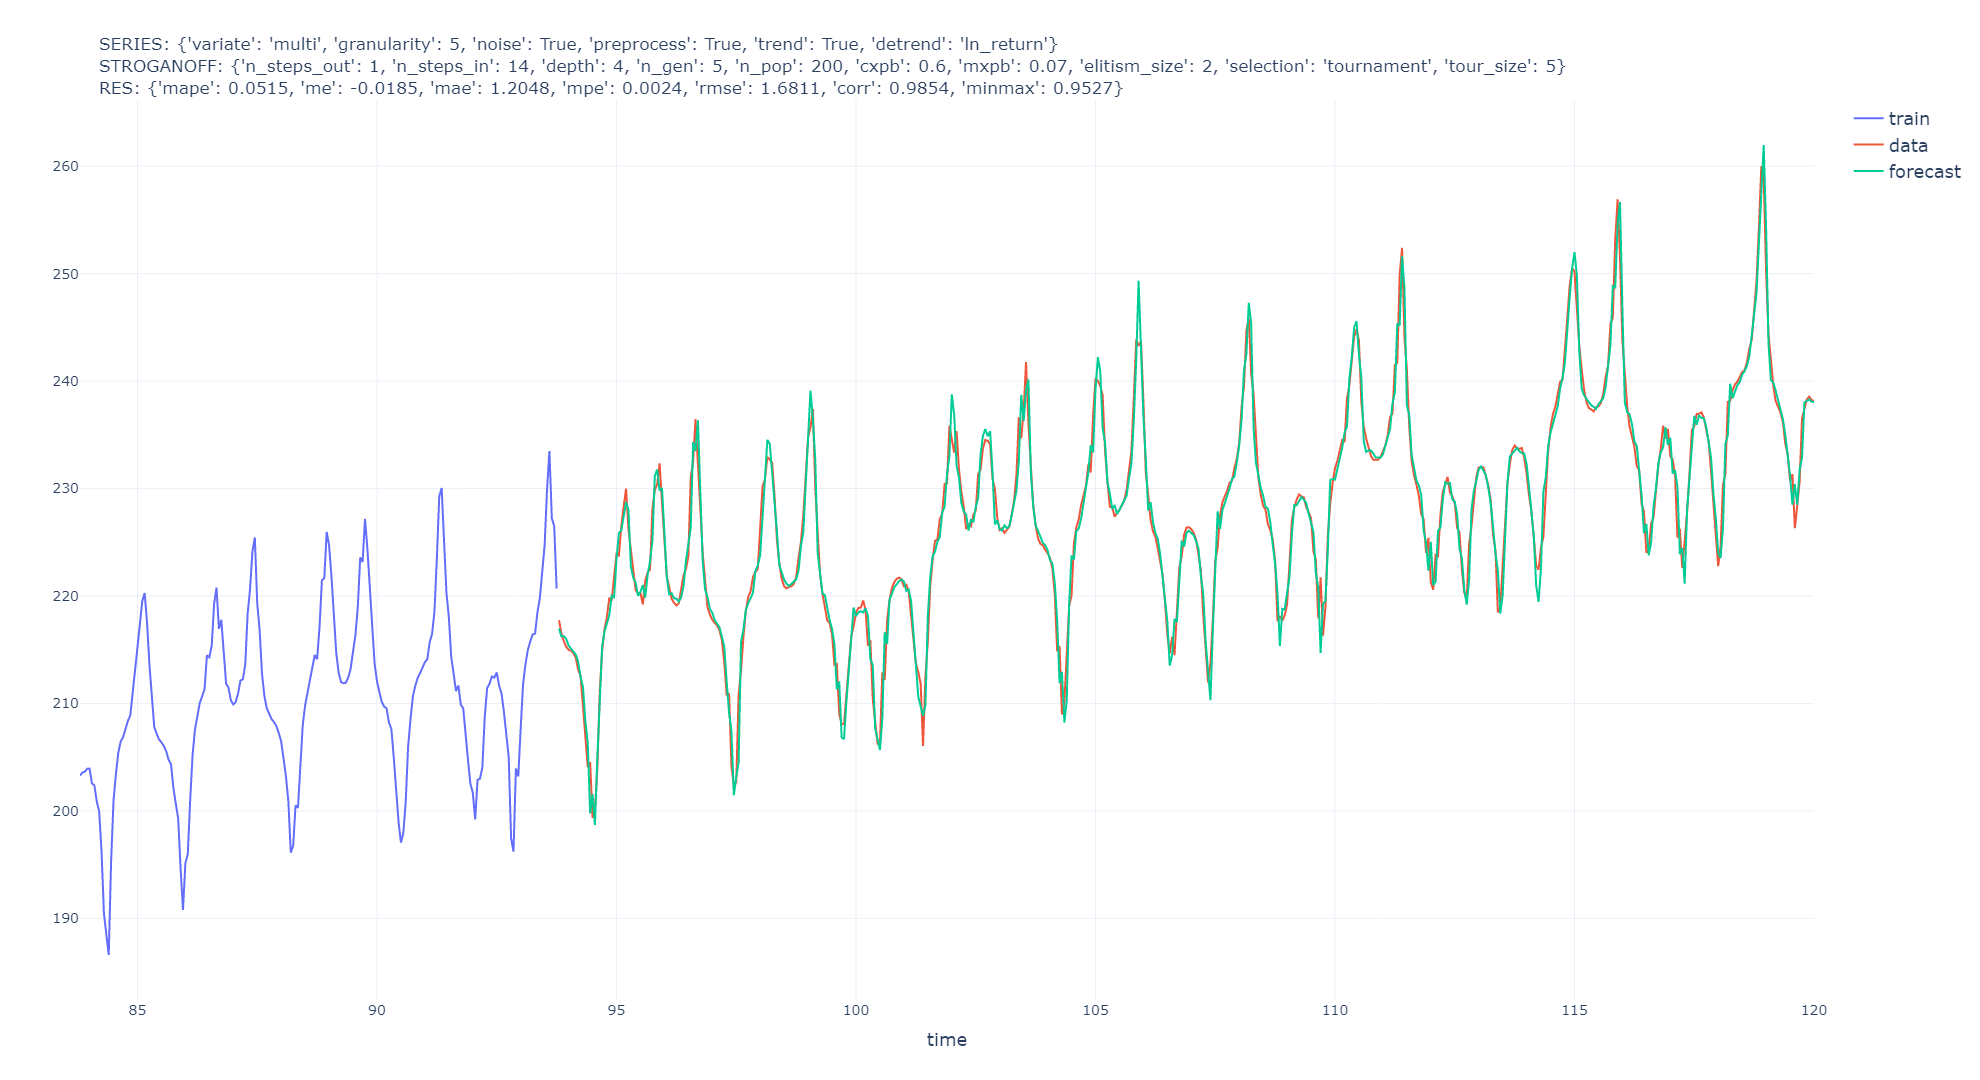 SERIES: {'variate': 'multi', 'granularity': 5, 'noise': True, 'preprocess': True, 'trend': True, 'detrend': 'ln_return'}
STROGANOFF: {'n_steps_out': 1, 'n_steps_in': 14, 'depth': 4, 'n_gen': 5, 'n_pop': 200, 'cxpb': 0.6, 'mxpb': 0.07, 'elitism_size': 2, 'selection': 'tournament', 'tour_size': 5}
RES: {'mape': 0.0515, 'me': -0.0185, 'mae': 1.2048, 'mpe': 0.0024, 'rmse': 1.6811, 'corr': 0.9854, 'minmax': 0.9527}
train
data
forecast
260
250
240
230
220
210
200
190
85 90 95 100 105 110 115 120
time